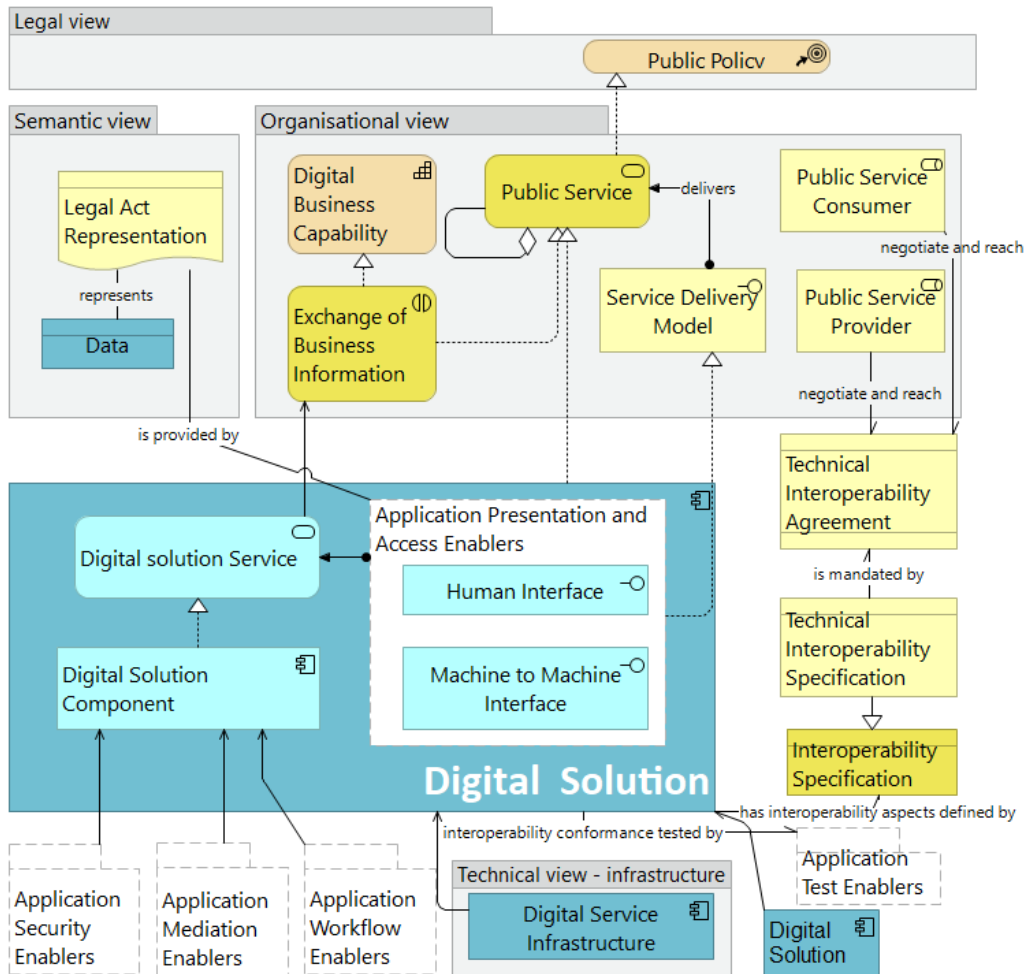 Legal view
Public Policy
Semantic view
Organisational view
Legal Act
Representation
represents
Data
Digital
Business
Capability
Public Service
delivers
Public Service
Consumer
negotiate and reach
Exchange of
Business
Information
Service Delivery
Model
Public Service
Provider
negotiate and reach
is provided by
Technical
Interoperability
Agreement
is mandated by
Technical
Interoperability
Specification
Interoperability
Specification
Application Presentation and
Access Enablers
Digital solution Service
Human Interface
Digital Solution
Component
Machine to Machine
Interface
Digital Solution
has interoperability aspects defined by
interoperability conformance tested by
Application
Security
Enablers
Application
Mediation
Enablers
Application
Workflow
Enablers
Technical view - infrastructure
Digital Service
Infrastructure
Application
Test Enablers
Digital
Solution